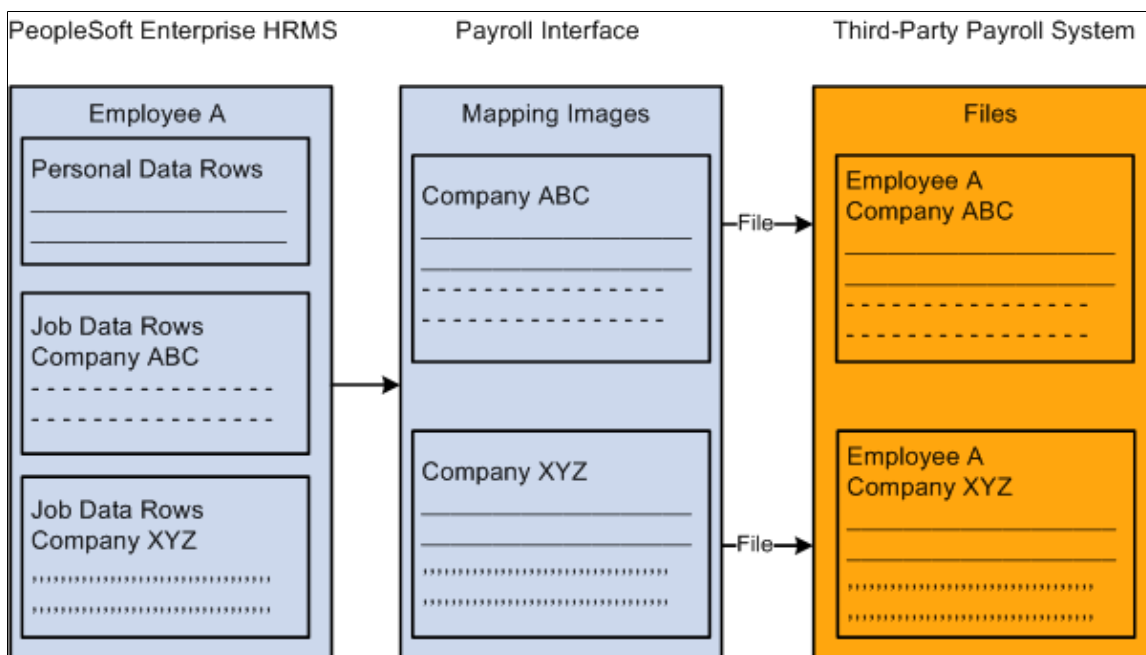 PeopleSoft Enterprise HRMS
Payroll Interface
Third-Party Payroll System
Employee A
Personal Data Rows
Job Data Rows
Company ABC
Job Data Rows
Company XYZ
Mapping Images
Company ABC
Company XYZ
File
File
Files
Employee A
Company ABC
Employee A
Company XYZ